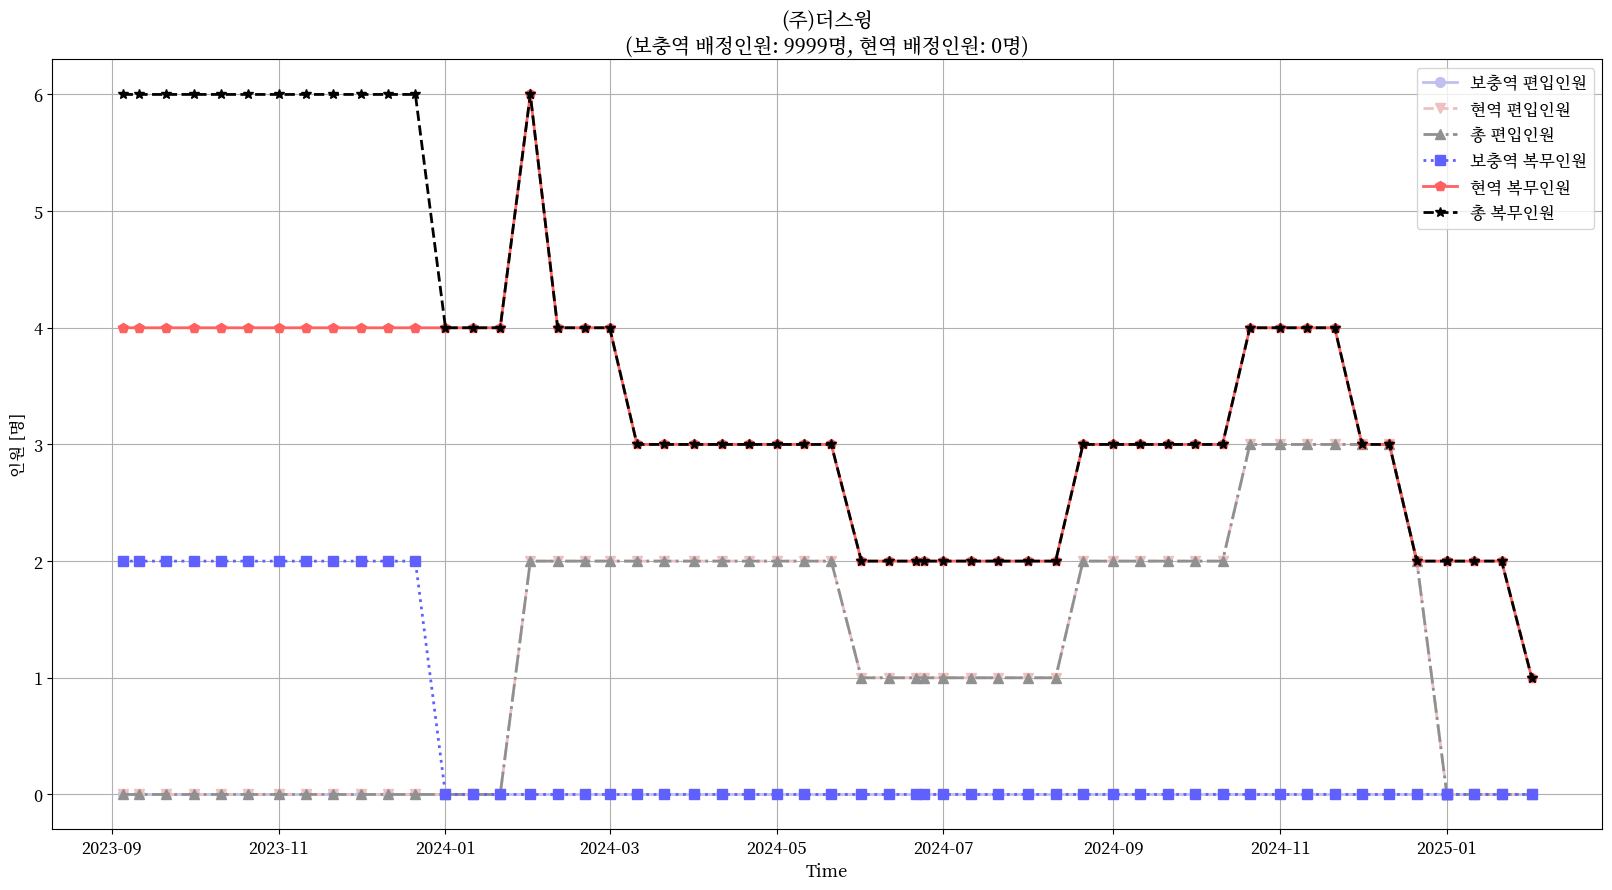 (주)더스윙
(보충역 배정인원: 9999명, 현역 배정인원: 0명)
보충역 편입인원
현역 편입인원
총 편입인원
보충역 복무인원
현역 복무인원
총 복무인원
인원 [명]
6
5
4
3
2
1
0
2023-09
2023-11
2024-01
2024-03
2024-05
2024-07
2024-09
2024-11
2025-01
Time